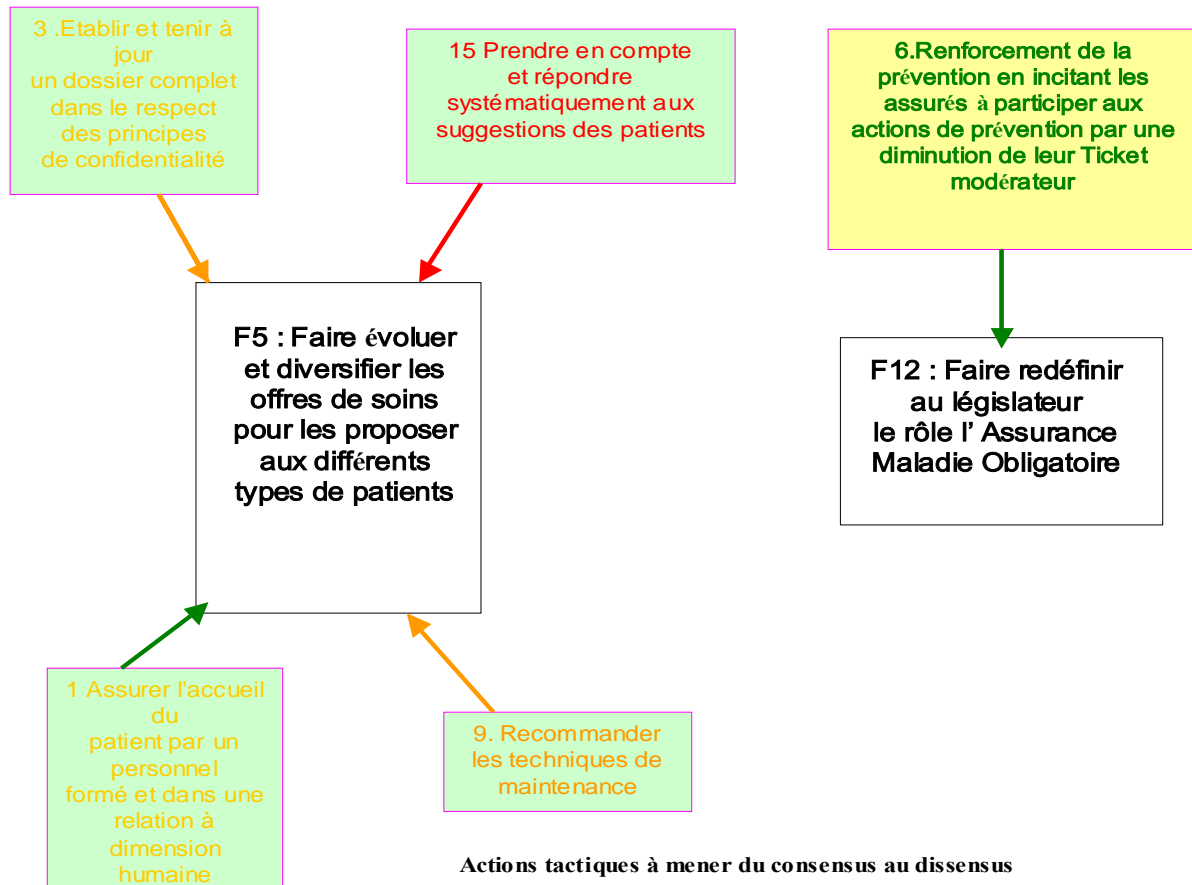 3 .Etablir et tenir à
jour
un dossier complet
dans le respect
des principes
de confidentialité
15 Prendre en compte
et répondre
systématiquement aux
suggestions des patients
6.Renforcement de la
prévention en incitant les
assurés à participer aux
actions de prévention par une
diminution de leur Ticket
modérateur
F5 : Faire évoluer
et diversifier les
offres de soins
pour les proposer
aux différents
types de patients
F12 : Faire redéfinir
au législateur
le rôle l’ Assurance
Maladie Obligatoire
1 Assurer l'accueil
du
patient par un
personnel
formé et dans une
relation à
dimension
humaine
9. Recommander
les techniques de
maintenance
Actions tactiques à mener du consensus au dissensus